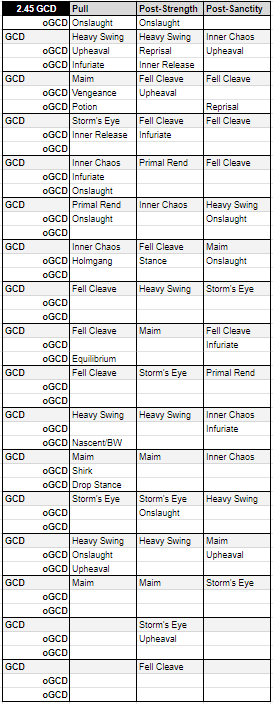 2.45 GCD Pull Post-Strength Post-Sanctity
oGCD Onslaught Onslaught
GCD Heavy Swing Heavy Swing Inner Chaos
oGCD Upheaval Reprisal Upheaval
oGCD Infuriate Inner Release
GCD Maim Fell Cleave Fell Cleave
oGCD Vengeance Upheaval
oGCD Potion Reprisal
GCD Storm's Eye Fell Cleave Fell Cleave
oGCD Inner Release Infuriate
oGCD
GCD Inner Chaos Primal Rend Fell Cleave
oGCD Infuriate
oGCD Onslaught
GCD Primal Rend Inner Chaos Heavy Swing
oGCD Onslaught Onslaught
oGCD
GCD Inner Chaos Fell Cleave Maim
oGCD Holmgang Stance Onslaught
oGCD
GCD Fell Cleave Heavy Swing Storm's Eye
oGCD
oGCD
GCD Fell Cleave Maim Fell Cleave
oGCD Infuriate
oGCD Equilibrium
GCD Fell Cleave Storm's Eye Primal Rend
oGCD
oGCD
GCD Heavy Swing Heavy Swing Inner Chaos
oGCD Infuriate
oGCD Nascent/BW
GCD Maim Maim Inner Chaos
oGCD Shirk
oGCD Drop Stance
GCD Storm's Eye Storm's Eye Heavy Swing
oGCD Onslaught
oGCD
GCD Heavy Swing Heavy Swing Maim
oGCD Onslaught Upheaval
oGCD Upheaval
GCD Maim Maim Storm's Eye
oGCD
oGCD
GCD Storm's Eye
oGCD Upheaval
oGCD
GCD Fell Cleave
oGCD
oGCD